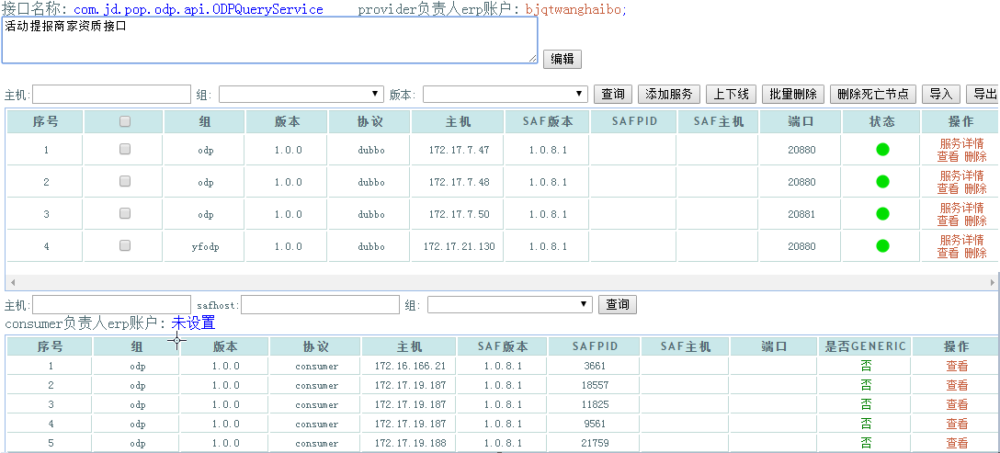 接口名称: com.jd.pop.odp.api.ODPQueryService provider负责人erp账户: bjqtwanghaibo;
活动提报商家资质接口
编辑
主机: 组: 版本: 查询 添加服务 上下线 批量删除 删除死亡节点 导入 导出
序号 组 版本 协议 主机 SAF版本 SAFPID SAF主机 端口 状态 操作
1 odp 1.0.0 dubbo 172.17.7.47 1.0.8.1 20880 服务详情
查看 删除
2 odp 1.0.0 dubbo 172.17.7.48 1.0.8.1 20880 服务详情
查看 删除
3 odp 1.0.0 dubbo 172.17.7.50 1.0.8.1 20881 服务详情
查看 删除
4 yfodp 1.0.0 dubbo 172.17.21.130 1.0.8.1 20880 服务详情
查看 删除
主机: safhost: 组: 查询
consumer负责人erp账户: 未设置
序号 组 版本 协议 主机 SAF版本 SAFPID SAF主机 端口 是否GENERIC 操作
1 odp 1.0.0 consumer 172.16.166.21 1.0.8.1 3661 否 查看
2 odp 1.0.0 consumer 172.17.19.187 1.0.8.1 18557 否 查看
3 odp 1.0.0 consumer 172.17.19.187 1.0.8.1 11825 否 查看
4 odp 1.0.0 consumer 172.17.19.187 1.0.8.1 9561 否 查看
5 odp 1.0.0 consumer 172.17.19.188 1.0.8.1 21759 否 查看